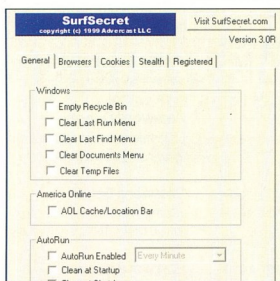 SurfSecret
copyright (c) 1999 Advercast LLC
Visit SurfSecret.com
Version 3.0R
General Browsers Cookies Stealth Registered
Windows
Empty Recycle Bin
Clear Last Run Menu
Clear Last Find Menu
Clear Documents Menu
Clear Temp Files
America Online
AOL Cache/Location Bar
AutoRun
AutoRun Enabled Every Minute
Clean at Startup